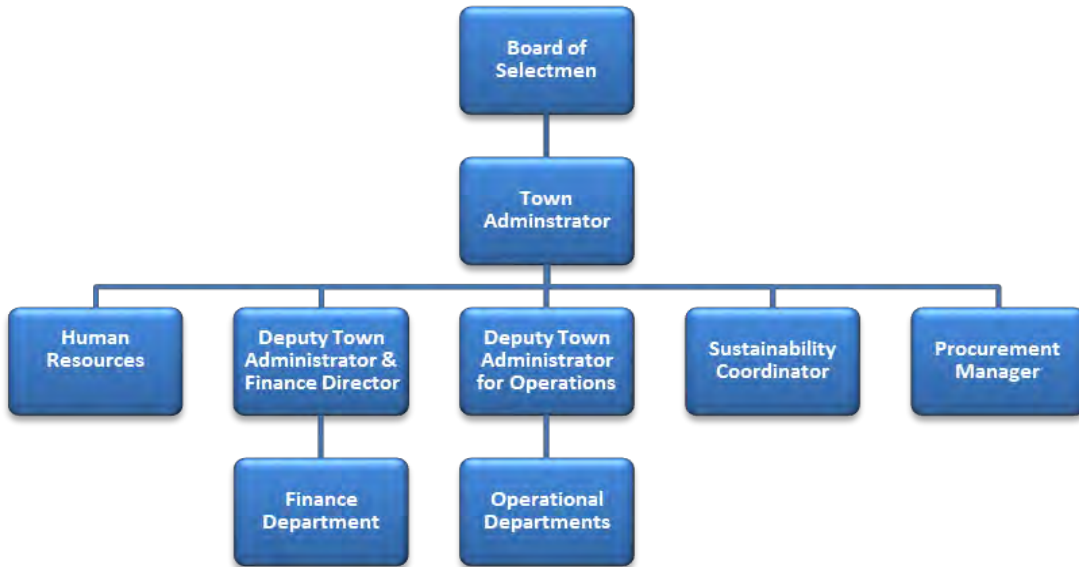 Board of
Selectmen
Town
Adminstrator
Human
Resources
Deputy Town
Administrator &
Finance Director
Deputy Town
Administrator
for Operations
Sustainability
Coordinator
Procurement
Manager
Finance
Department
Operational
Departments